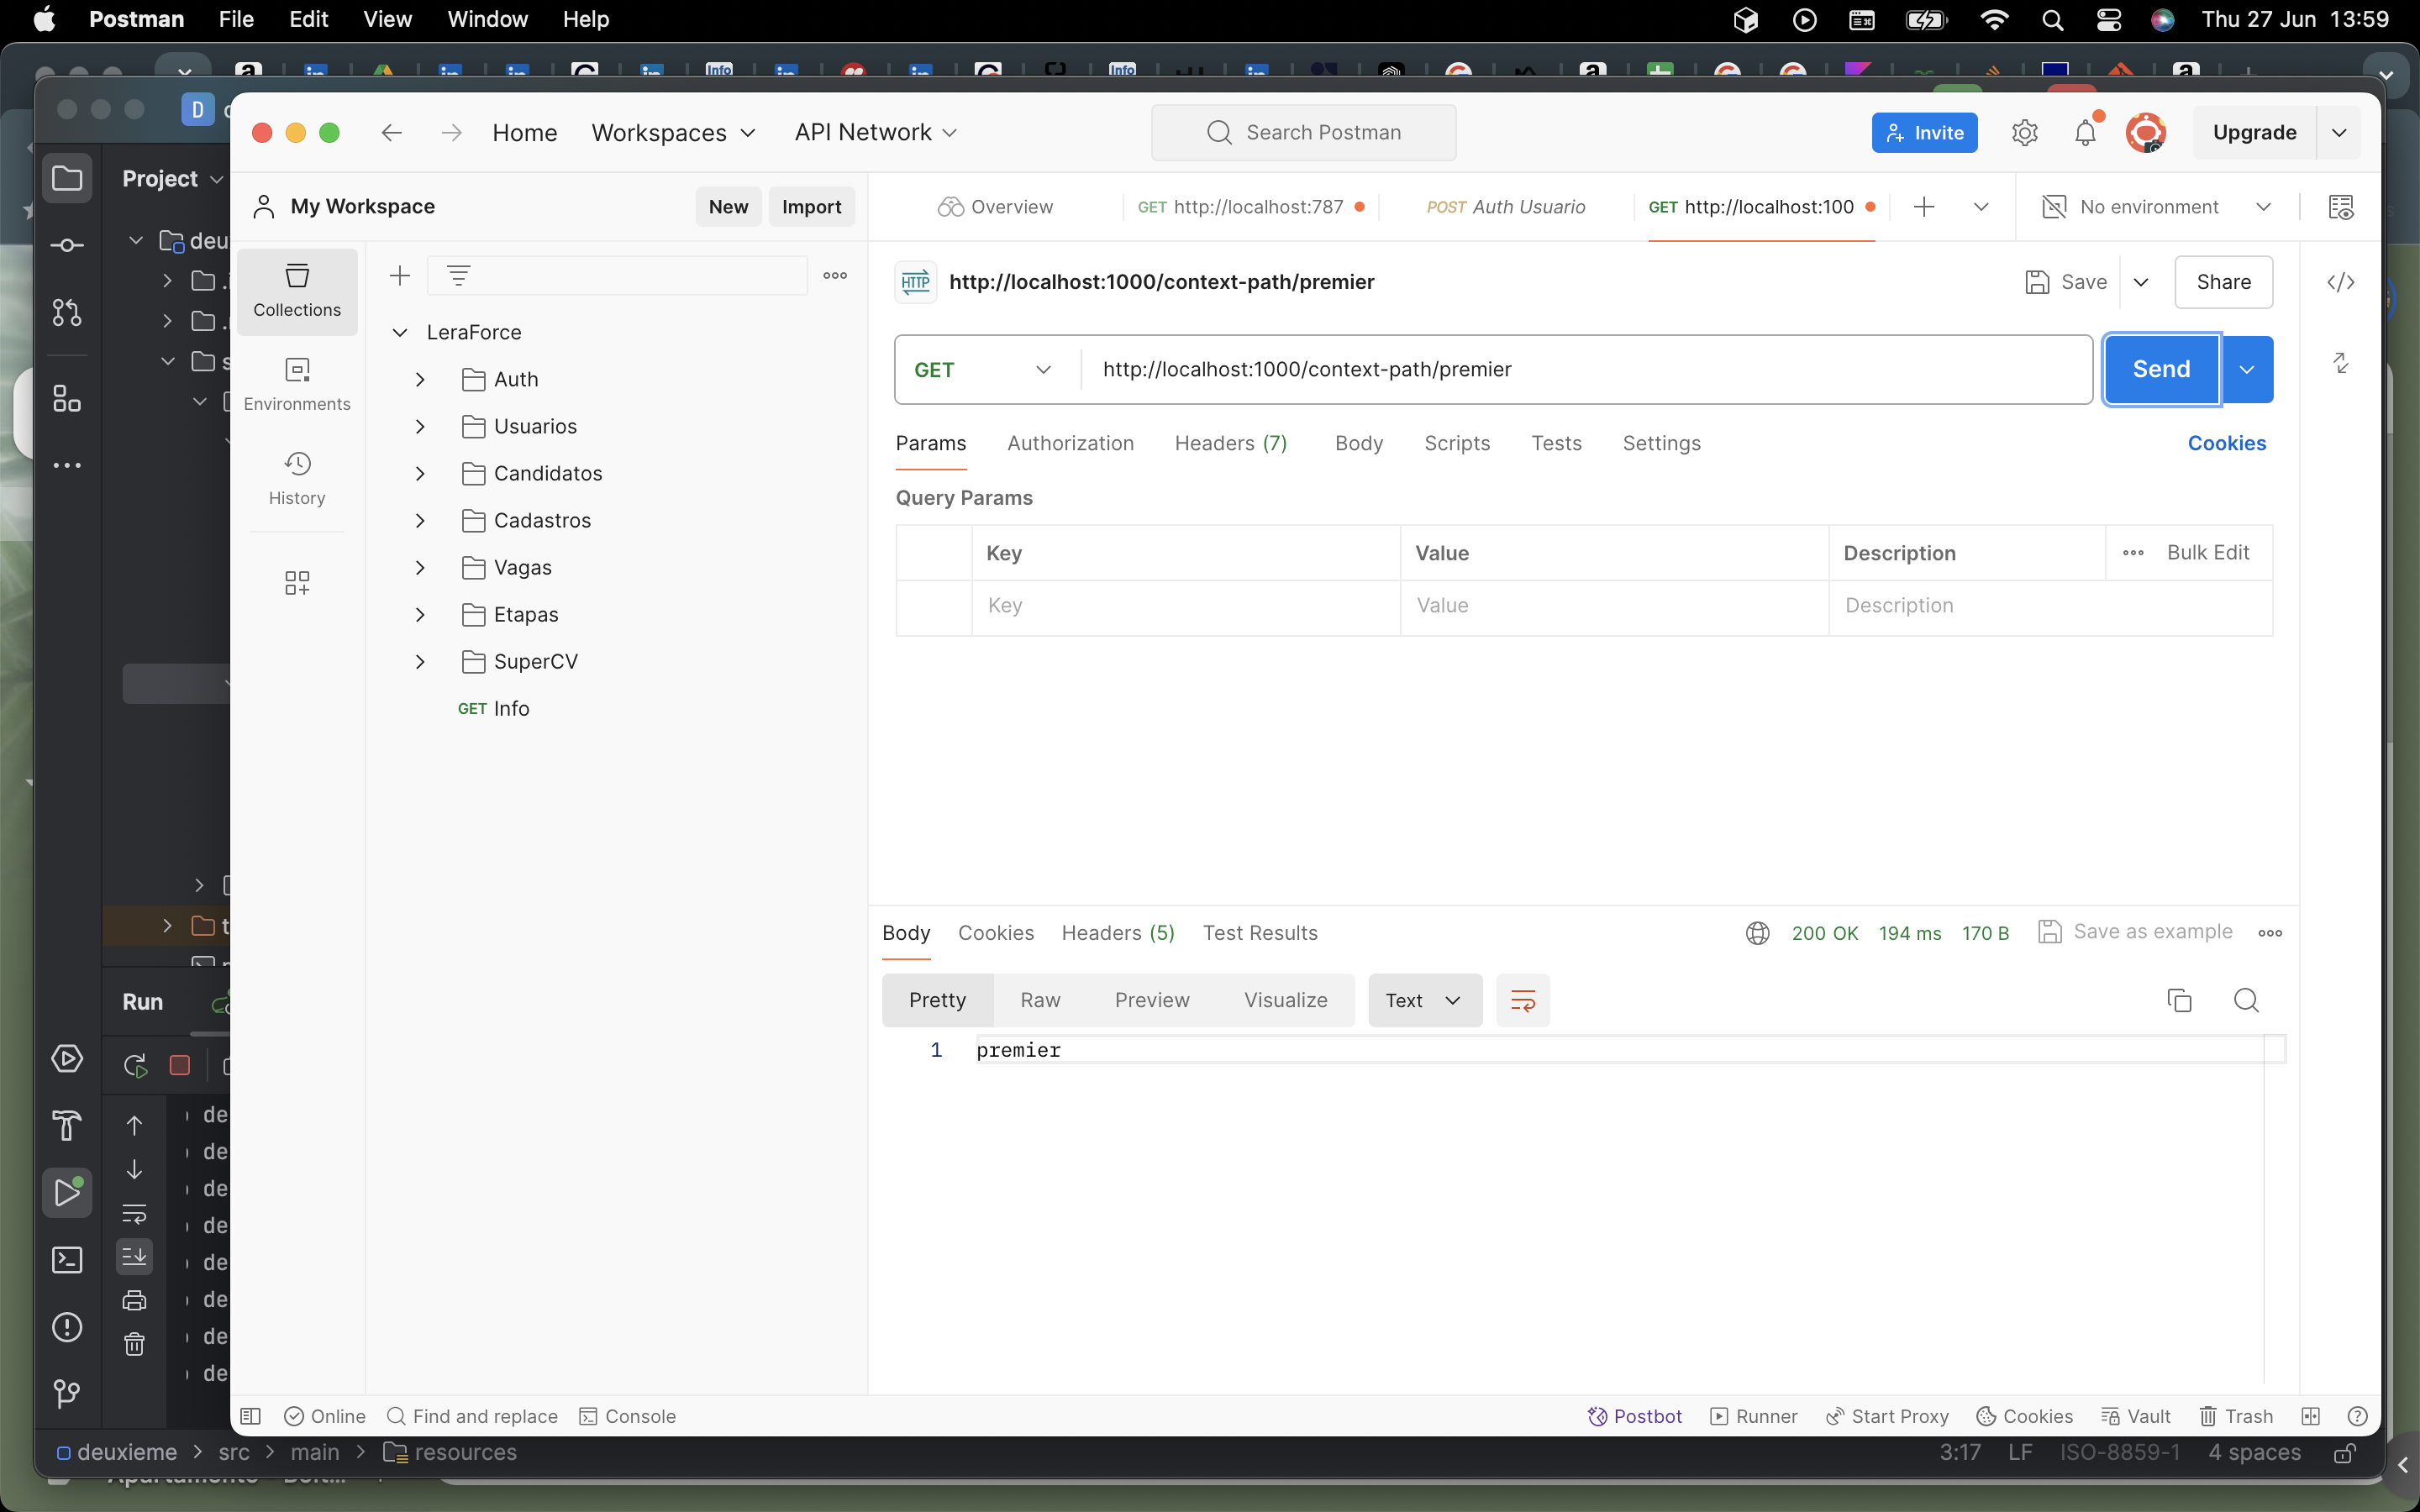 Postman File Edit View Window Help Thu 27 Jun 13:59
D
Home Workspaces API Network Search Postman Invite Upgrade
Project
My Workspace New Import Overview GET http://localhost:787 POST Auth Usuario GET http://localhost:100 No environment
Collections
HTTP http://localhost:1000/context-path/premier Save Share
LeraForce
GET http://localhost:1000/context-path/premier Send
Auth
Environments
Usuarios
Params Authorization Headers (7) Body Scripts Tests Settings Cookies
Candidatos
History
Query Params
Cadastros
Key Value Description Bulk Edit
Vagas
Key Value Description
Etapas
SuperCV
GET Info
Body Cookies Headers (5) Test Results 200 OK 194 ms 170 B Save as example
Run
Pretty Raw Preview Visualize Text
1 premier
de
de
de
de
de
de
de
de
Online Find and replace Console Postbot Runner Start Proxy Cookies Vault Trash
deuxieme > src > main > resources 3:17 LF ISO-8859-1 4 spaces